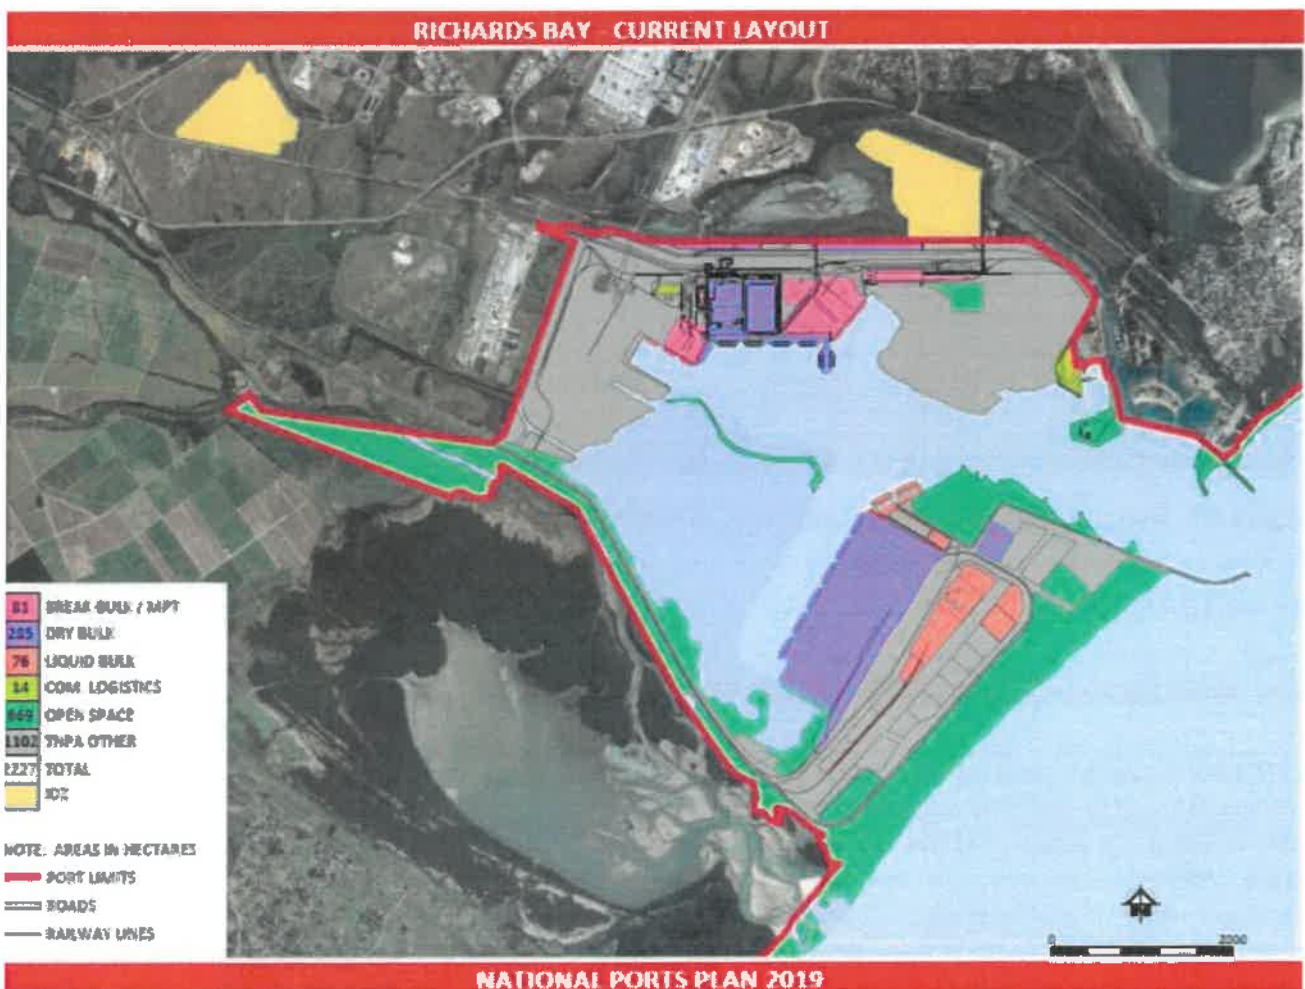 RICHARDS BAY - CURRENT LAYOUT
81 BREAK BULK / MPT
285 DRY BULK
76 LIQUID BULK
14 COM. LOGISTICS
669 OPEN SPACE
1102 TNPA OTHER
2227 TOTAL
IDZ
NOTE: AREAS IN HECTARES
PORT LIMITS
ROADS
RAILWAY LINES
0 2000
NATIONAL PORTS PLAN 2019